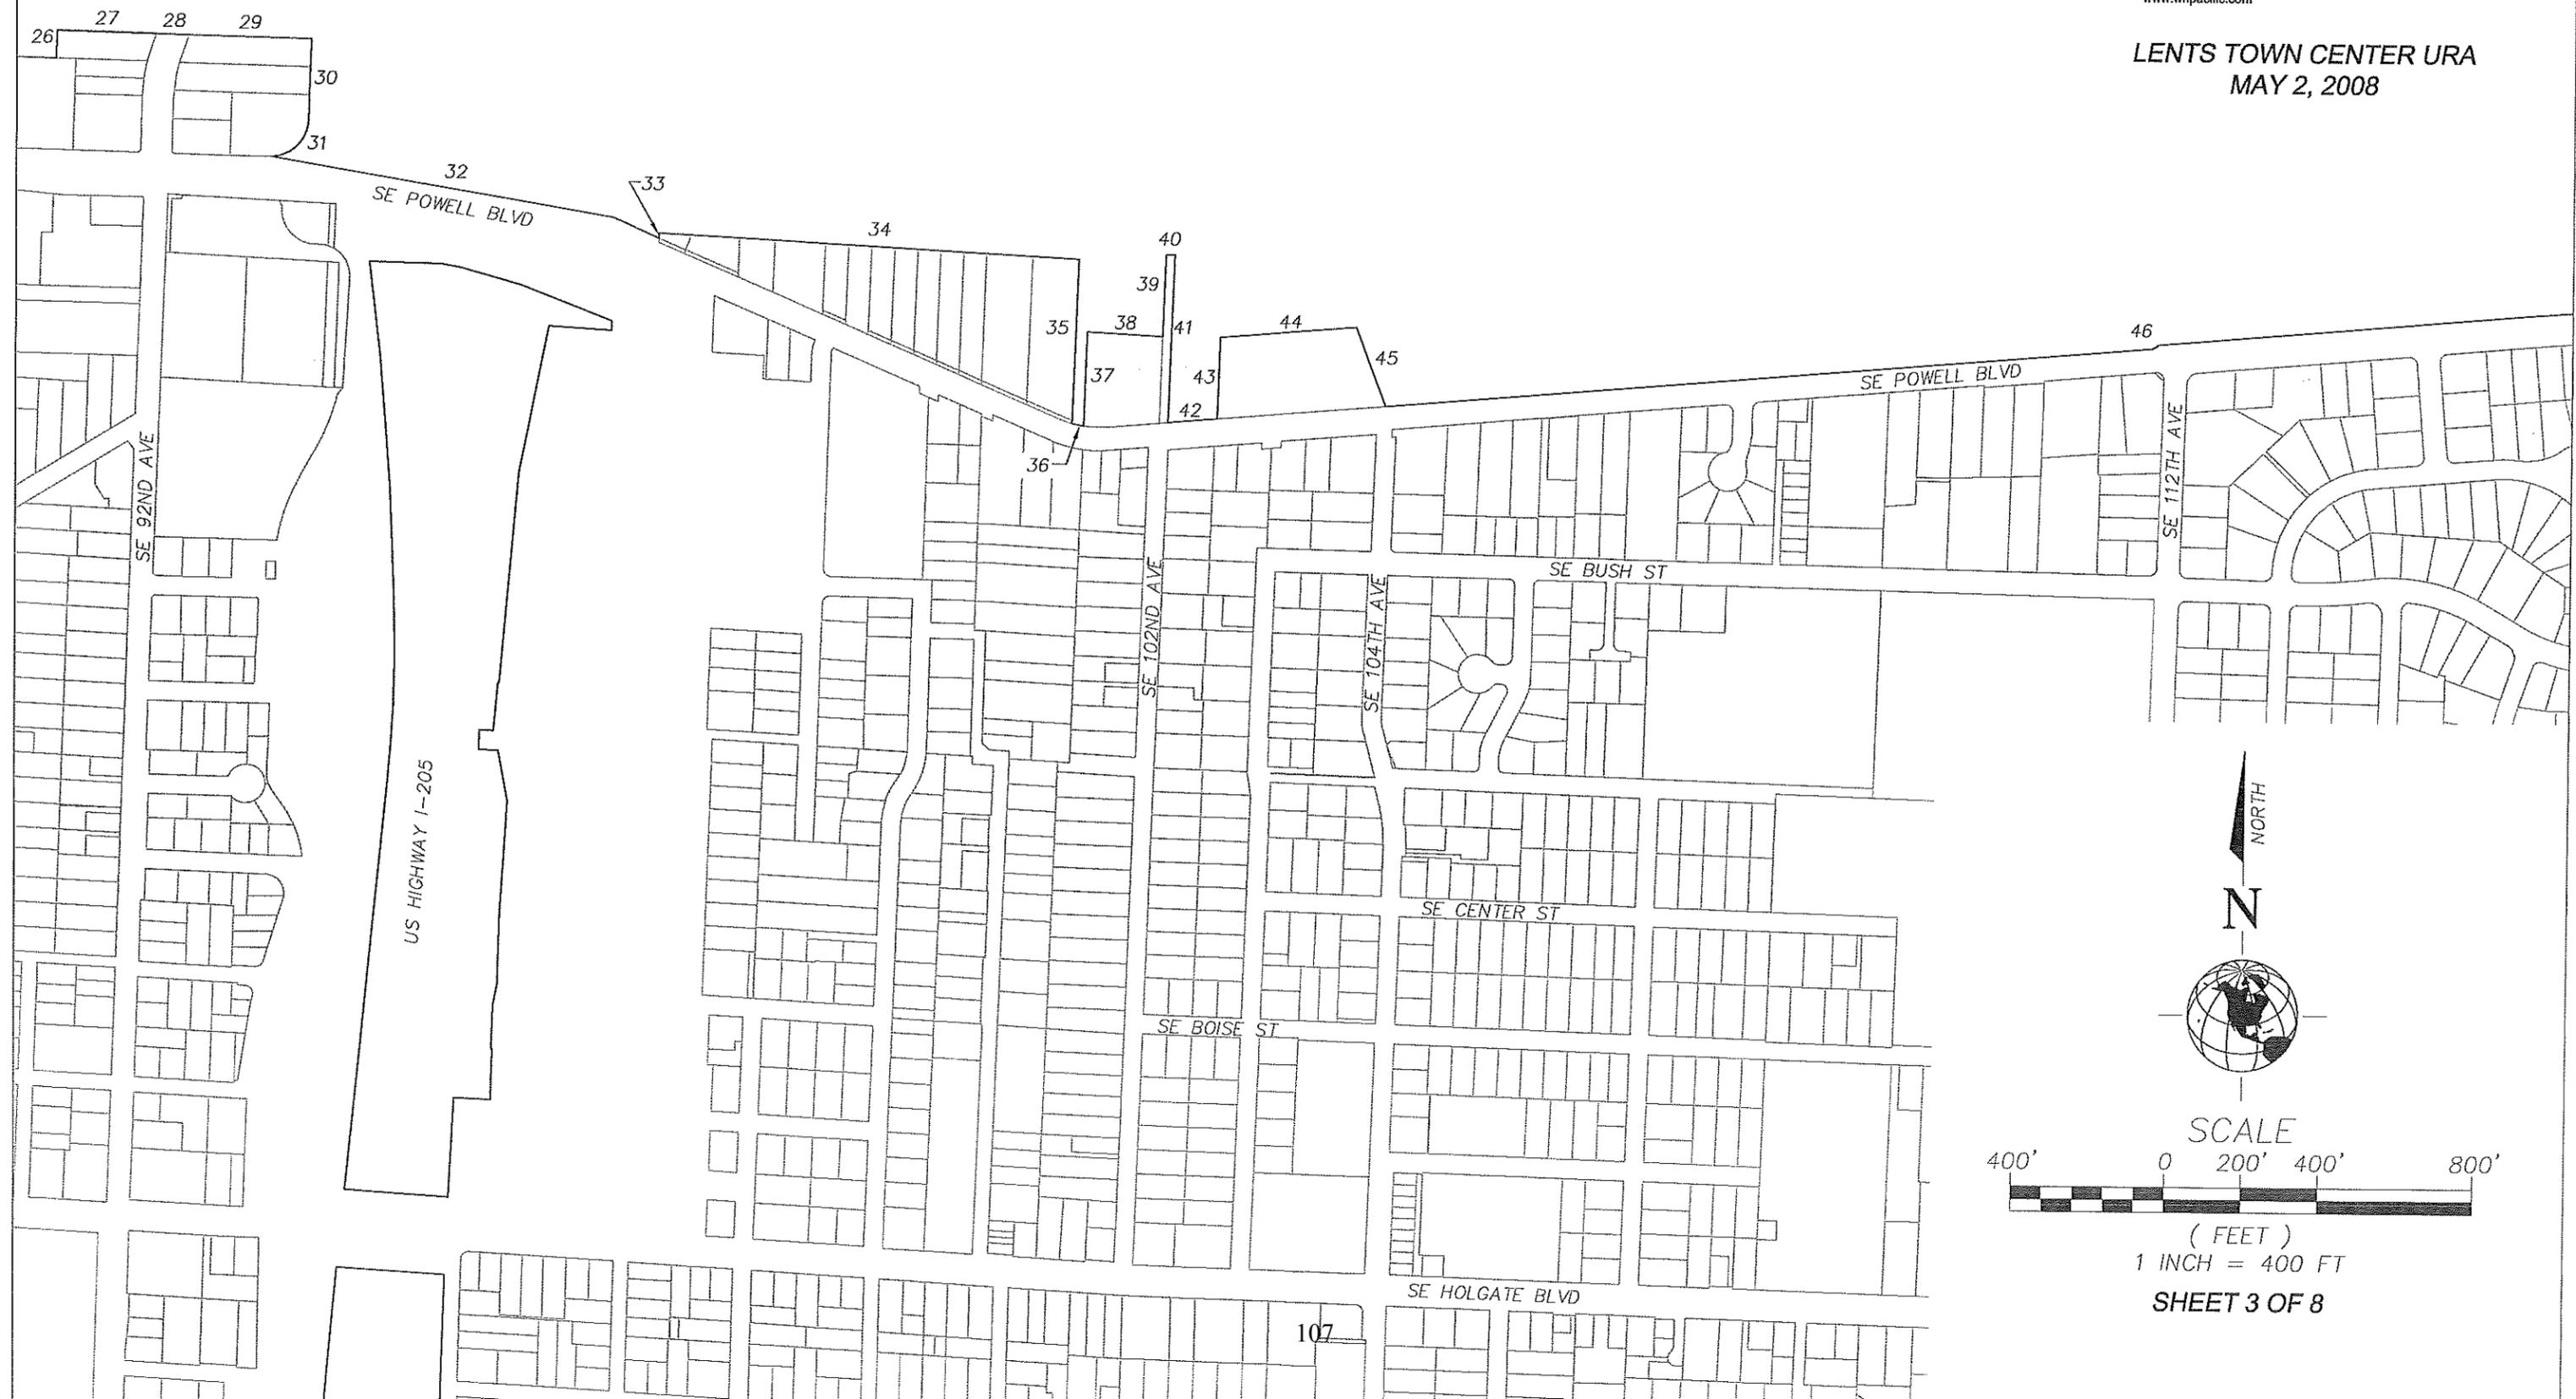 www.whpacific.com
LENTS TOWN CENTER URA
MAY 2, 2008
26
27
28
29
30
31
32
SE POWELL BLVD
33
34
35
36
37
38
39
40
41
42
43
44
45
46
SE POWELL BLVD
SE 92ND AVE
US HIGHWAY I-205
SE 102ND AVE
SE 104TH AVE
SE BUSH ST
SE 112TH AVE
SE CENTER ST
SE BOISE ST
SE HOLGATE BLVD
NORTH
N
SCALE
400' 0 200' 400' 800'
( FEET )
1 INCH = 400 FT
SHEET 3 OF 8
107